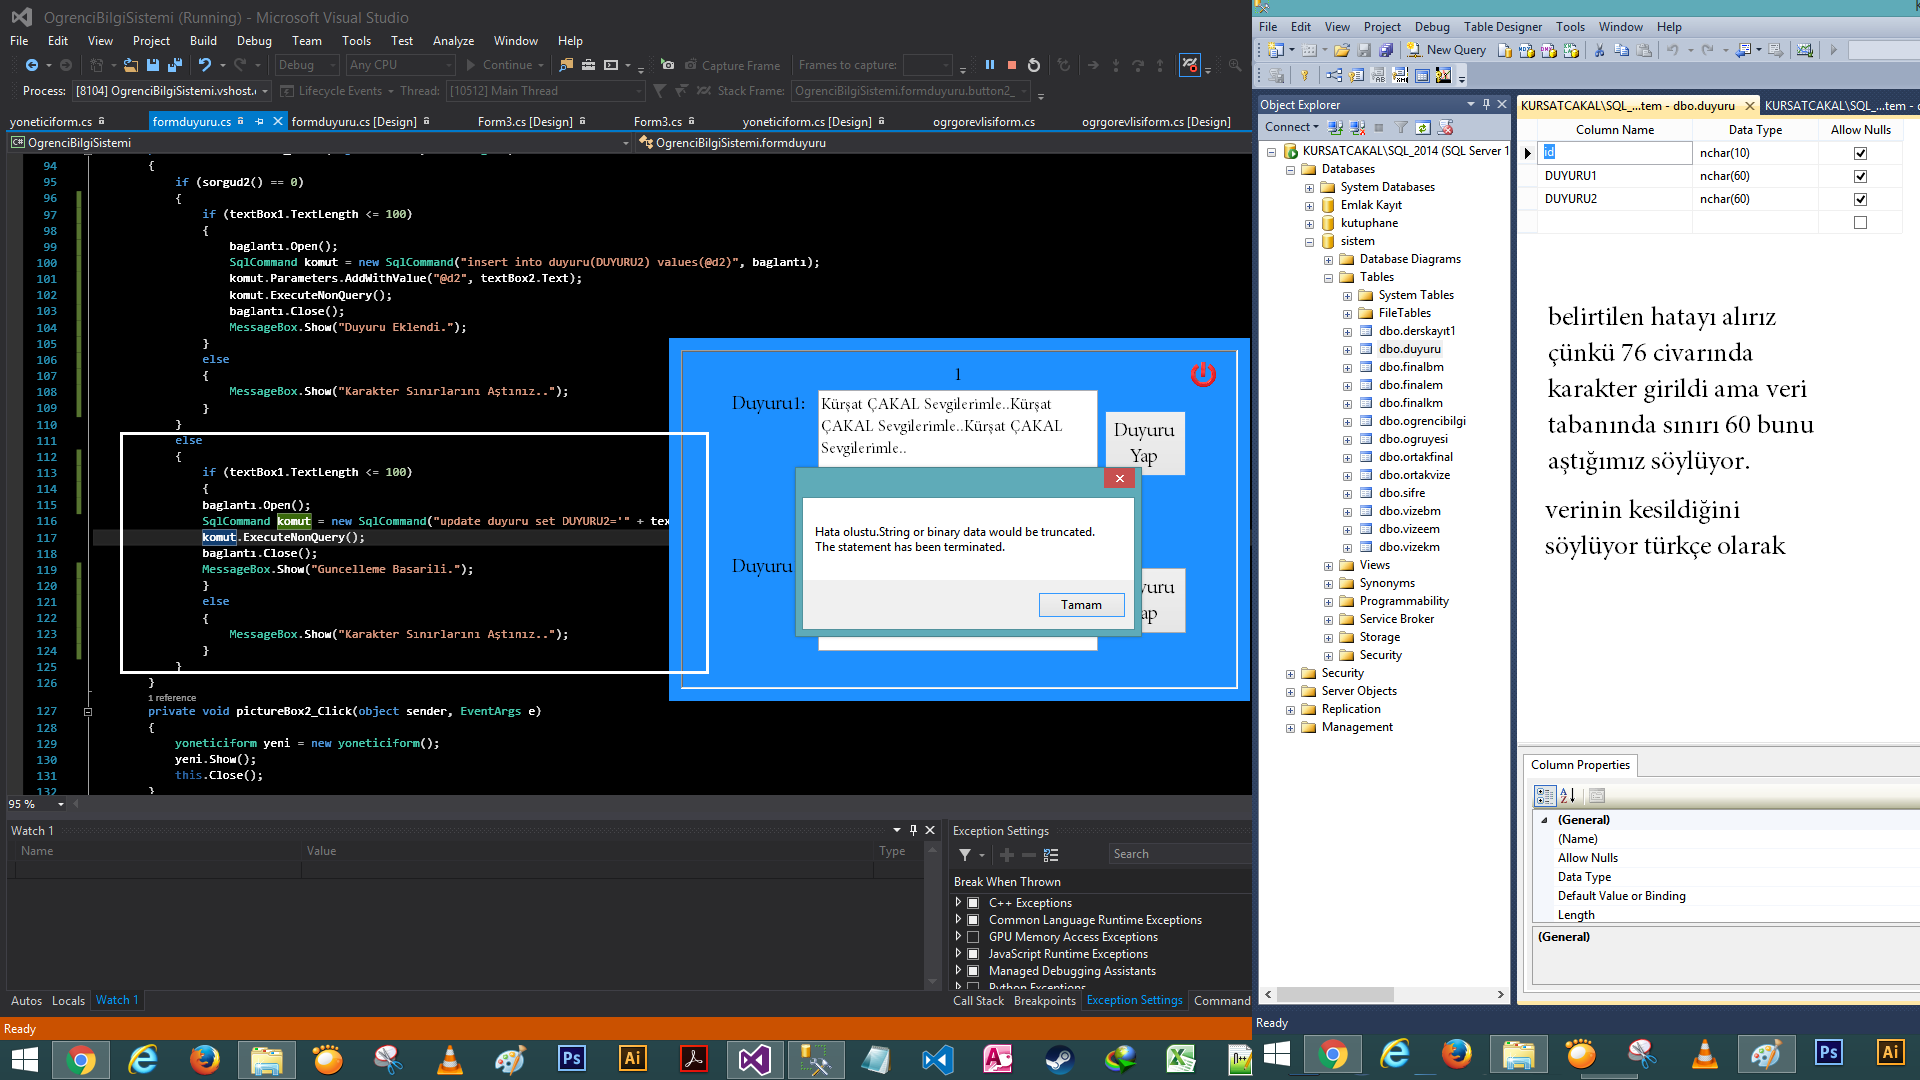 OgrenciBilgiSistemi (Running) - Microsoft Visual Studio
File Edit View Project Build Debug Team Tools Test Analyze Window Help
Debug Any CPU Continue Capture Frame Frames to capture:
Process: [8104] OgrenciBilgiSistemi.vshost. Lifecycle Events Thread: [10512] Main Thread Stack Frame: OgrenciBilgiSistemi.formduyuru.button2_
yoneticiform.cs formduyuru.cs formduyuru.cs [Design] Form3.cs [Design] Form3.cs yoneticiform.cs [Design] ogrgorevlisiform.cs ogrgorevlisiform.cs [Design]
C# OgrenciBilgiSistemi OgrenciBilgiSistemi.formduyuru
94 {
95 if (sorgud2() == 0)
96 {
97 if (textBox1.TextLength <= 100)
98 {
99 baglantı.Open();
100 SqlCommand komut = new SqlCommand("insert into duyuru(DUYURU2) values(@d2)", baglantı);
101 komut.Parameters.AddWithValue("@d2", textBox2.Text);
102 komut.ExecuteNonQuery();
103 baglantı.Close();
104 MessageBox.Show("Duyuru Eklendi.");
105 }
106 else
107 {
108 MessageBox.Show("Karakter Sınırlarını Aştınız..");
109 }
110 }
111 else
112 {
113 if (textBox1.TextLength <= 100)
114 {
115 baglantı.Open();
116 SqlCommand komut = new SqlCommand("update duyuru set DUYURU2='" + tex
117 komut.ExecuteNonQuery();
118 baglantı.Close();
119 MessageBox.Show("Guncelleme Basarili.");
120 }
121 else
122 {
123 MessageBox.Show("Karakter Sınırlarını Aştınız..");
124 }
125 }
126 }
1 reference
127 private void pictureBox2_Click(object sender, EventArgs e)
128 {
129 yoneticiform yeni = new yoneticiform();
130 yeni.Show();
131 this.Close();
132 }
95 %
1
Duyuru1:
Kürşat ÇAKAL Sevgilerimle..Kürşat
ÇAKAL Sevgilerimle..Kürşat ÇAKAL
Sevgilerimle..
Duyuru
Yap
Hata olustu.String or binary data would be truncated.
The statement has been terminated.
Tamam
Duyuru
yuru
ap
Watch 1
Name Value Type
Autos Locals Watch 1
Exception Settings
Search
Break When Thrown
C++ Exceptions
Common Language Runtime Exceptions
GPU Memory Access Exceptions
JavaScript Runtime Exceptions
Managed Debugging Assistants
Python Exceptions
Call Stack Breakpoints Exception Settings Command
Ready
File Edit View Project Debug Table Designer Tools Window Help
New Query
Object Explorer
Connect
KURSATCAKAL\SQL_2014 (SQL Server 1
Databases
System Databases
Emlak Kayıt
kutuphane
sistem
Database Diagrams
Tables
System Tables
FileTables
dbo.derskayıt1
dbo.duyuru
dbo.finalbm
dbo.finalem
dbo.finalkm
dbo.ogrencibilgi
dbo.ogruyesi
dbo.ortakfinal
dbo.ortakvize
dbo.sifre
dbo.vizebm
dbo.vizeem
dbo.vizekm
Views
Synonyms
Programmability
Service Broker
Storage
Security
Security
Server Objects
Replication
Management
KURSATCAKAL\SQL_...tem - dbo.duyuru KURSATCAKAL\SQL_...tem - d
Column Name Data Type Allow Nulls
id nchar(10)
DUYURU1 nchar(60)
DUYURU2 nchar(60)
belirtilen hatayı alırız
çünkü 76 civarında
karakter girildi ama veri
tabanında sınırı 60 bunu
aştığımız söylüyor.
verinin kesildiğini
söylüyor türkçe olarak
Column Properties
(General)
(Name)
Allow Nulls
Data Type
Default Value or Binding
Length
(General)
Ready
Ps Ai Ps Ai